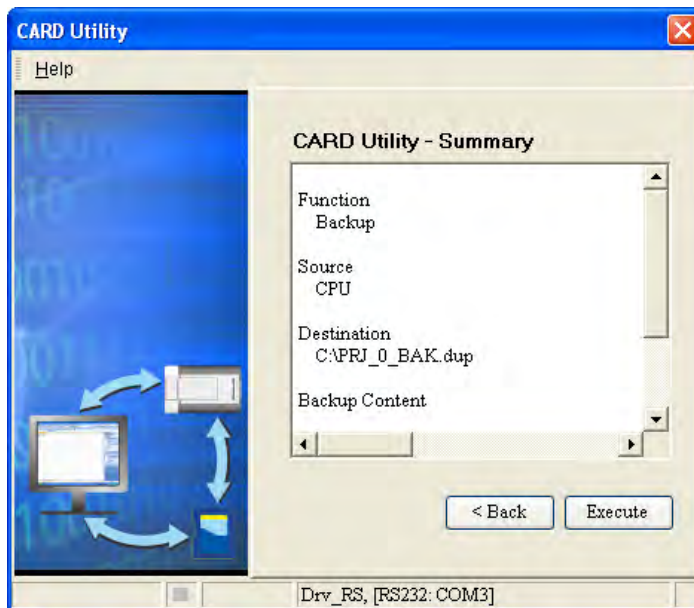 CARD Utility
Help
CARD Utility - Summary
Function
Backup
Source
CPU
Destination
C:\PRJ_0_BAK.dup
Backup Content
< Back
Execute
Drv_RS, [RS232: COM3]